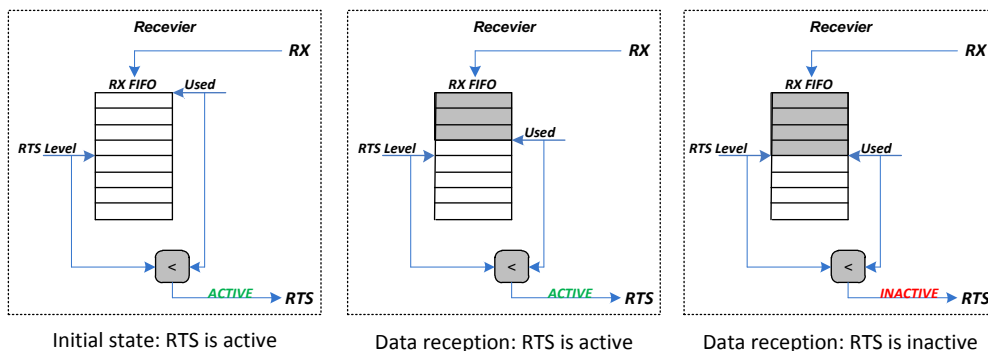 Recevier
RX
RX FIFO
Used
RTS Level
<
ACTIVE
RTS
Initial state: RTS is active
Recevier
RX
RX FIFO
Used
RTS Level
<
ACTIVE
RTS
Data reception: RTS is active
Recevier
RX
RX FIFO
RTS Level
Used
<
INACTIVE
RTS
Data reception: RTS is inactive